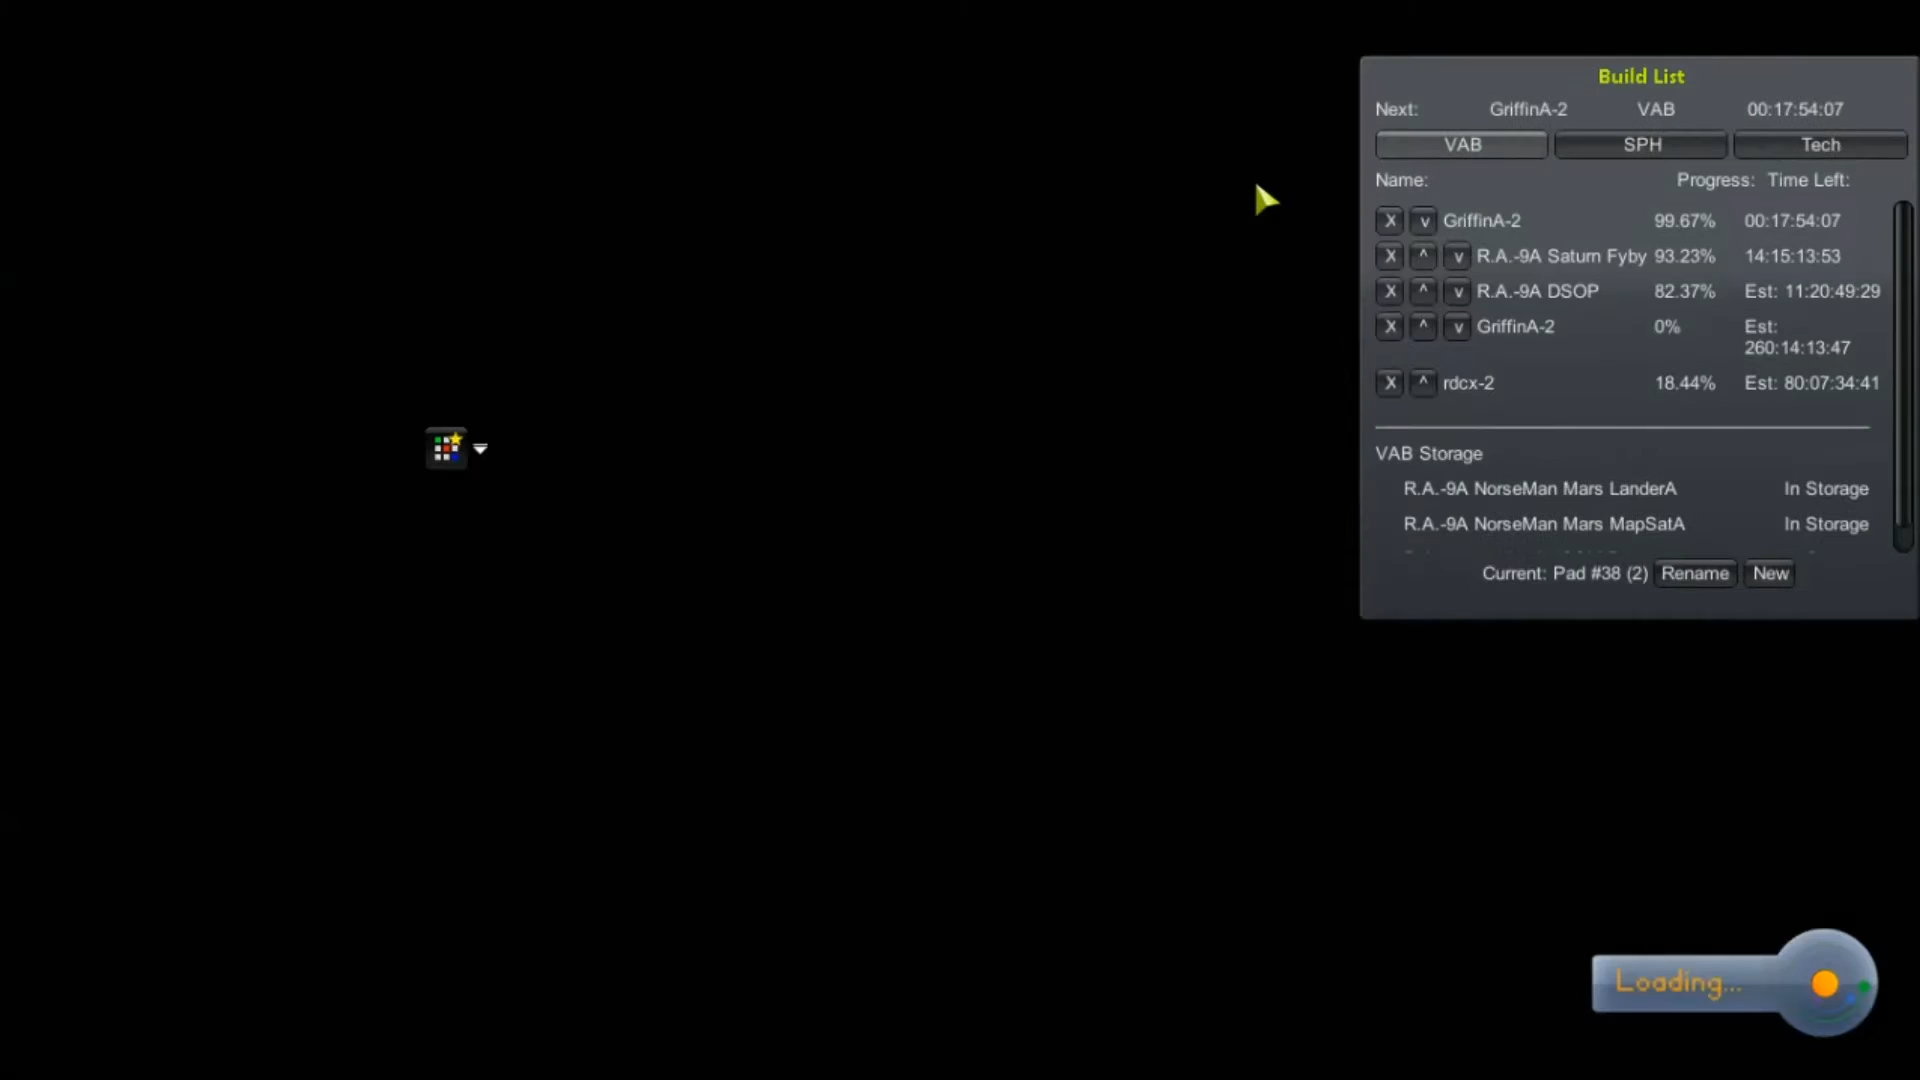 Build List
Next: GriffinA-2 VAB 00:17:54:07
VAB SPH Tech
Name: Progress: Time Left:
X v GriffinA-2 99.67% 00:17:54:07
X ^ v R.A.-9A Saturn Fyby 93.23% 14:15:13:53
X ^ v R.A.-9A DSOP 82.37% Est: 11:20:49:29
X ^ v GriffinA-2 0% Est:
260:14:13:47
X ^ rdcx-2 18.44% Est: 80:07:34:41
VAB Storage
R.A.-9A NorseMan Mars LanderA In Storage
R.A.-9A NorseMan Mars MapSatA In Storage
Current: Pad #38 (2) Rename New
Loading...